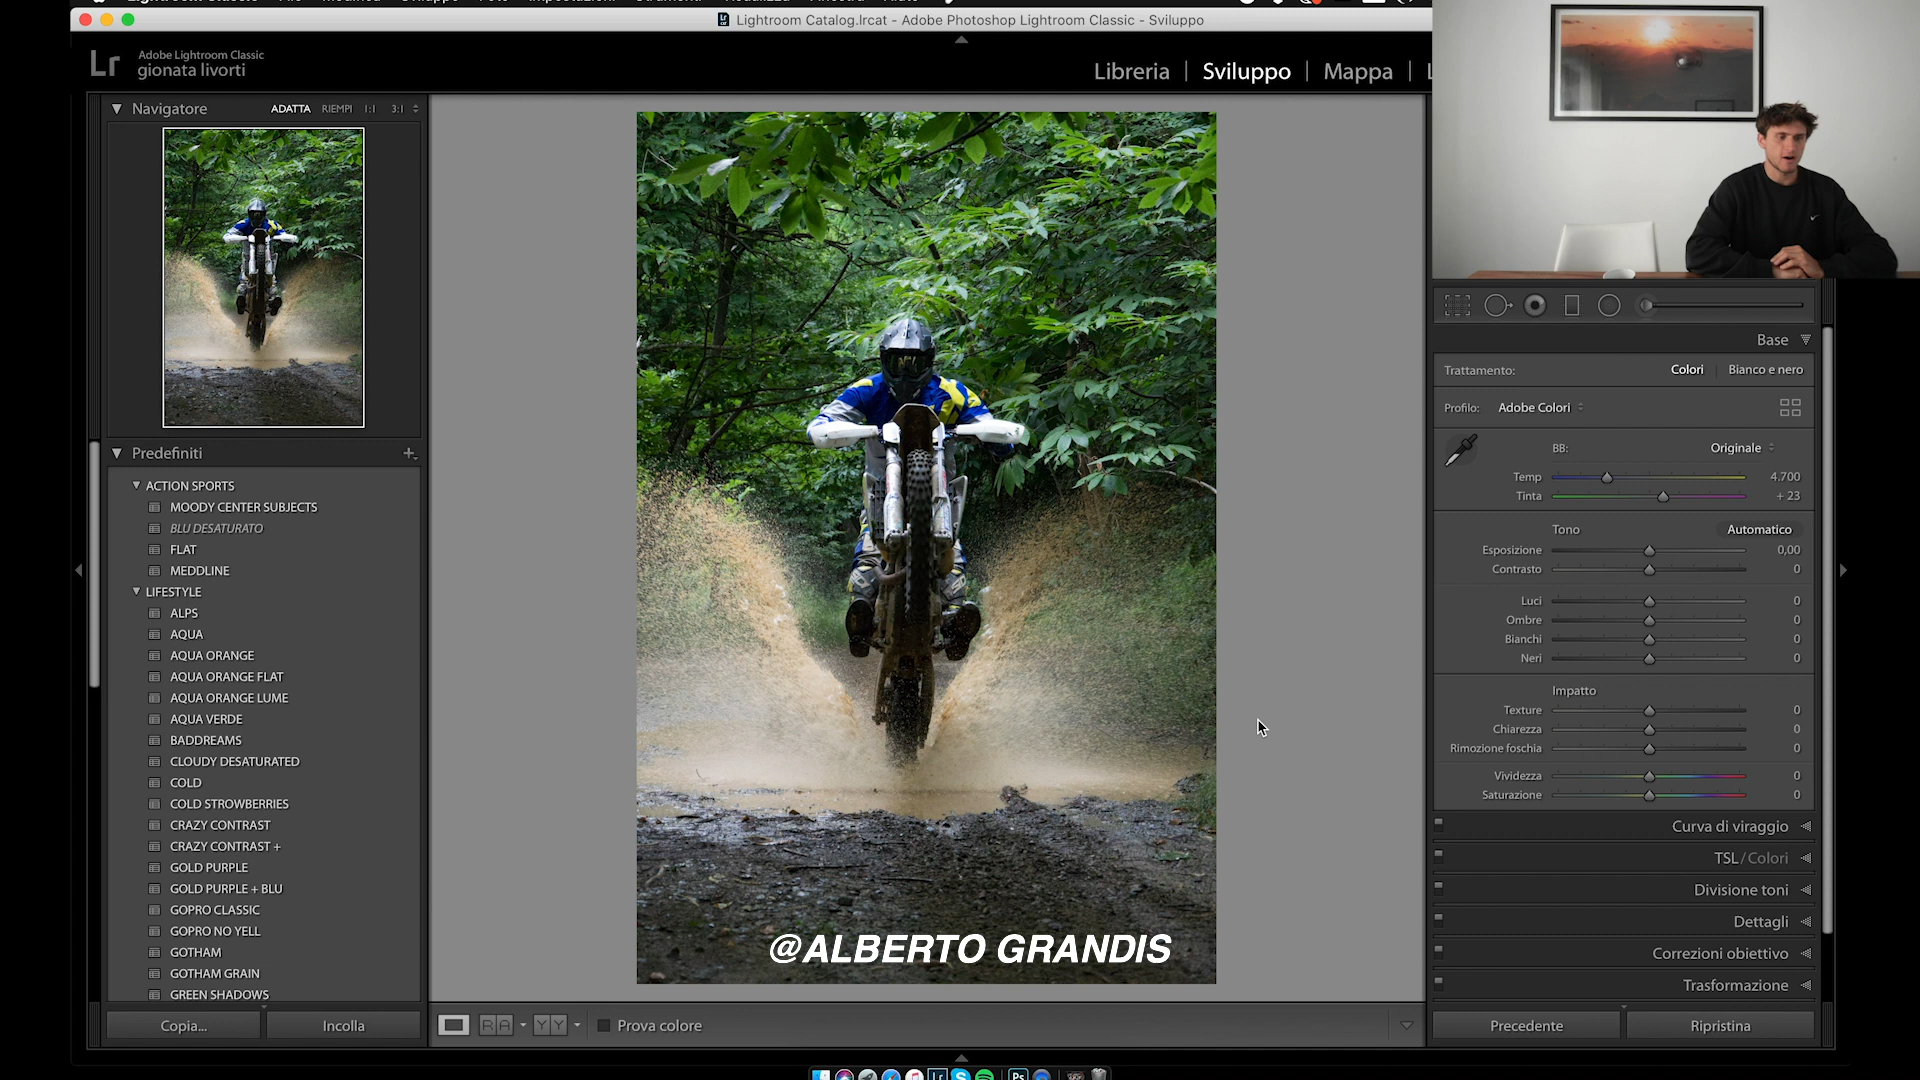 Lightroom Catalog.lrcat - Adobe Photoshop Lightroom Classic - Sviluppo
Lr
Adobe Lightroom Classic
gionata livorti
Libreria | Sviluppo | Mappa |
Navigatore ADATTA RIEMPI 1:1 3:1
Predefiniti
ACTION SPORTS
MOODY CENTER SUBJECTS
BLU DESATURATO
FLAT
MEDDLINE
LIFESTYLE
ALPS
AQUA
AQUA ORANGE
AQUA ORANGE FLAT
AQUA ORANGE LUME
AQUA VERDE
BADDREAMS
CLOUDY DESATURATED
COLD
COLD STROWBERRIES
CRAZY CONTRAST
CRAZY CONTRAST +
GOLD PURPLE
GOLD PURPLE + BLU
GOPRO CLASSIC
GOPRO NO YELL
GOTHAM
GOTHAM GRAIN
GREEN SHADOWS
Copia... Incolla
@ALBERTO GRANDIS
RA YY Prova colore
Base
Trattamento: Colori Bianco e nero
Profilo: Adobe Colori
BB: Originale
Temp 4.700
Tinta + 23
Tono Automatico
Esposizione 0,00
Contrasto 0
Luci 0
Ombre 0
Bianchi 0
Neri 0
Impatto
Texture 0
Chiarezza 0
Rimozione foschia 0
Vividezza 0
Saturazione 0
Curva di viraggio
TSL / Colori
Divisione toni
Dettagli
Correzioni obiettivo
Trasformazione
Precedente Ripristina
Lr
Ps